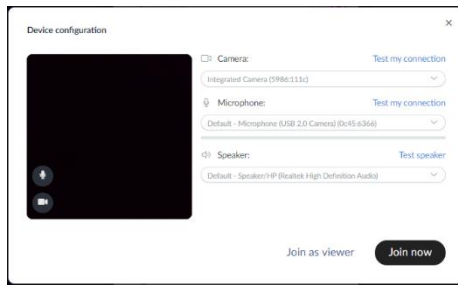 Device configuration
Camera:
Test my connection
Integrated Camera (5986:111c)
Microphone:
Test my connection
Default - Microphone (USB 2.0 Camera) (0c45:6366)
Speaker:
Test speaker
Default - Speaker/HP (Realtek High Definition Audio)
Join as viewer
Join now